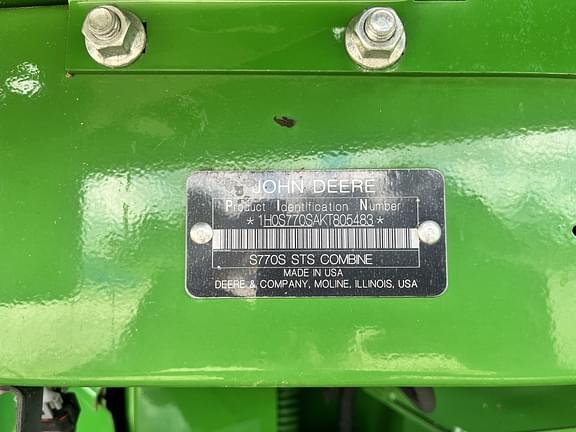 JOHN DEERE
Product Identification Number
*1H0S770SAKT805483*
S770S STS COMBINE
MADE IN USA
DEERE & COMPANY, MOLINE, ILLINOIS, USA